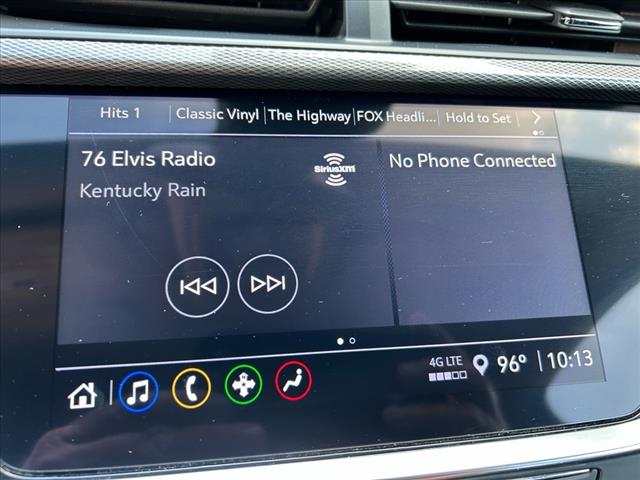 Hits 1 Classic Vinyl The Highway FOX Headli... Hold to Set
76 Elvis Radio
SiriusXM
No Phone Connected
Kentucky Rain
4G LTE
96° 10:13